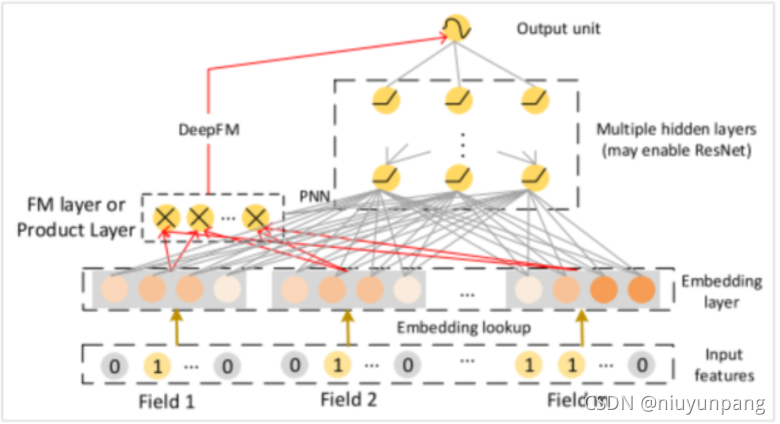 Output unit
DeepFM
Multiple hidden layers
(may enable ResNet)
PNN
FM layer or
Product Layer
...
Embedding
layer
...
Embedding lookup
0 1 ... 0 0 1 ... 0 ... 1 1 ... 0
Input
features
Field 1
Field 2
Field m
CSDN @niuyunpang